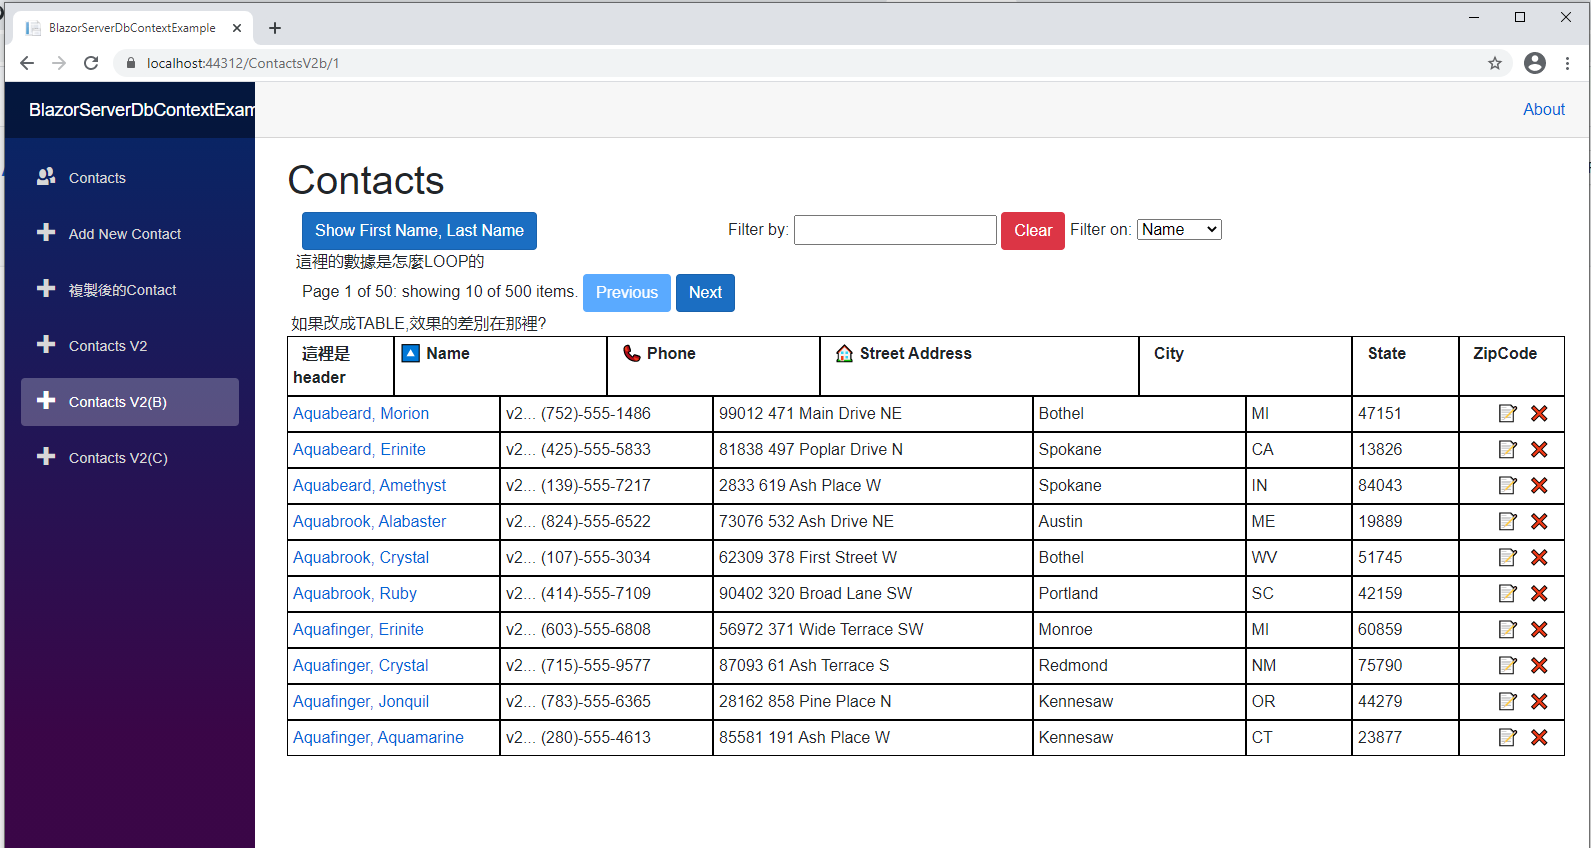 BlazorServerDbContextExample
localhost:44312/ContactsV2b/1
BlazorServerDbContextExam
About
Contacts
Add New Contact
複製後的Contact
Contacts V2
Contacts V2(B)
Contacts V2(C)
Contacts
Show First Name, Last Name Filter by: Clear Filter on: Name
這裡的數據是怎麼LOOP的
Page 1 of 50: showing 10 of 500 items. Previous Next
如果改成TABLE,效果的差別在那裡?
這裡是 Name Phone Street Address City State ZipCode
header
Aquabeard, Morion v2... (752)-555-1486 99012 471 Main Drive NE Bothel MI 47151
Aquabeard, Erinite v2... (425)-555-5833 81838 497 Poplar Drive N Spokane CA 13826
Aquabeard, Amethyst v2... (139)-555-7217 2833 619 Ash Place W Spokane IN 84043
Aquabrook, Alabaster v2... (824)-555-6522 73076 532 Ash Drive NE Austin ME 19889
Aquabrook, Crystal v2... (107)-555-3034 62309 378 First Street W Bothel WV 51745
Aquabrook, Ruby v2... (414)-555-7109 90402 320 Broad Lane SW Portland SC 42159
Aquafinger, Erinite v2... (603)-555-6808 56972 371 Wide Terrace SW Monroe MI 60859
Aquafinger, Crystal v2... (715)-555-9577 87093 61 Ash Terrace S Redmond NM 75790
Aquafinger, Jonquil v2... (783)-555-6365 28162 858 Pine Place N Kennesaw OR 44279
Aquafinger, Aquamarine v2... (280)-555-4613 85581 191 Ash Place W Kennesaw CT 23877